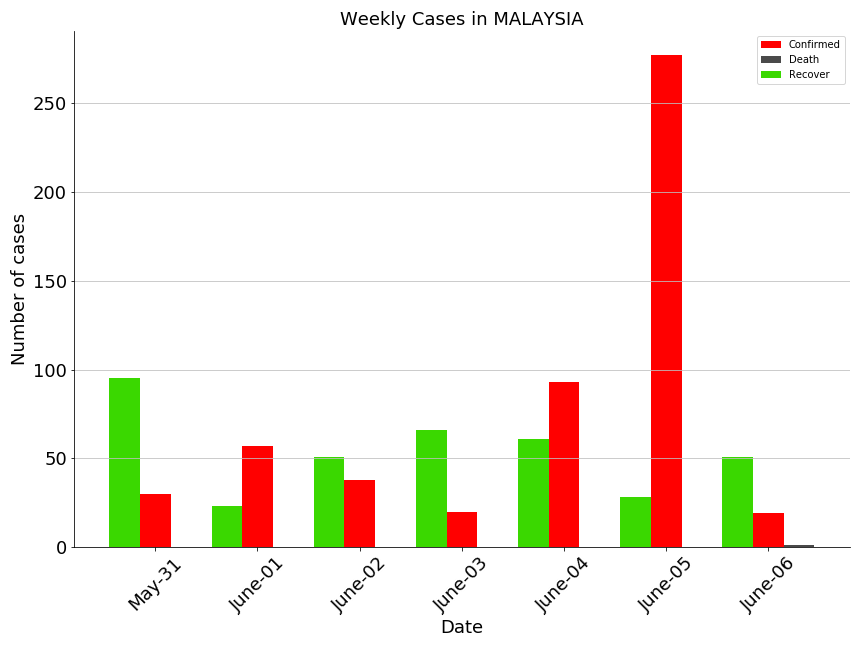 Weekly Cases in MALAYSIA
Confirmed
Death
Recover
Number of cases
250
200
150
100
50
0
May-31
June-01
June-02
June-03
June-04
June-05
June-06
Date